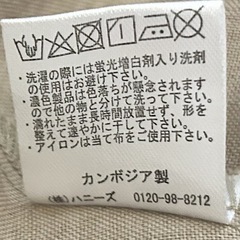 ・洗濯の際には蛍光増白剤入り洗剤
の使用はお避け下さい。
・濃色製品は色落ちが懸念されます
ので他の物と分けて洗って下さい。
・濡れたまま長時間放置せず、形を
整えて速やかに干して下さい。
・アイロンは当て布をして下さい。
カンボジア製
(株)ハニーズ 0120-98-8212